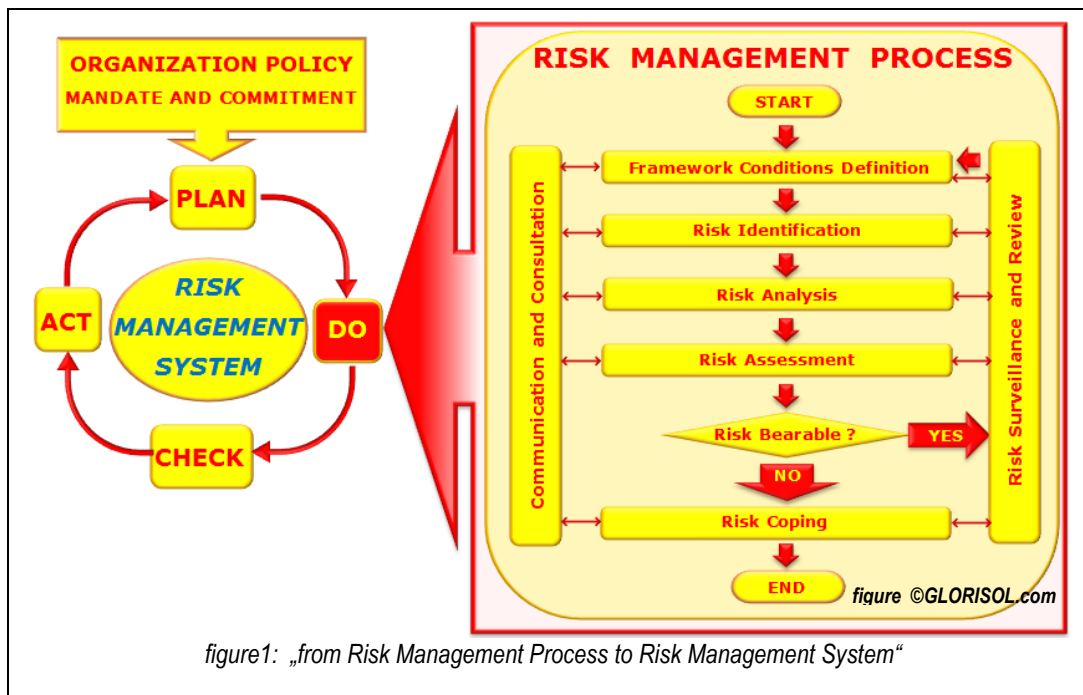 ORGANIZATION POLICY
MANDATE AND COMMITMENT
PLAN
DO
CHECK
ACT
RISK
MANAGEMENT
SYSTEM
RISK MANAGEMENT PROCESS
START
Framework Conditions Definition
Risk Identification
Risk Analysis
Risk Assessment
Risk Bearable ?
YES
NO
Risk Coping
END
Communication and Consultation
Risk Surveillance and Review
figure ©GLORISOL.com
figure1: „from Risk Management Process to Risk Management System“